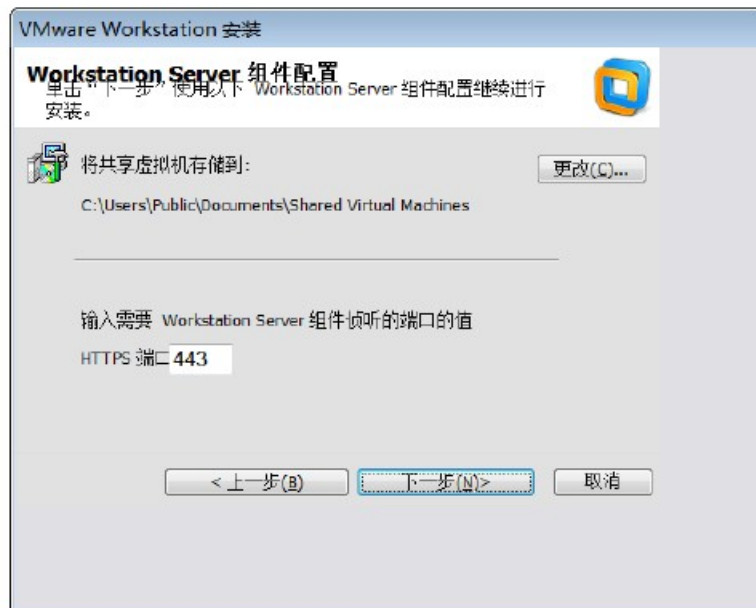 VMware Workstation 安装
Workstation Server 组件配置
单击“下一步”使用以下 Workstation Server 组件配置继续进行
安装。
将共享虚拟机存储到:
更改(C)...
C:\Users\Public\Documents\Shared Virtual Machines
输入需要 Workstation Server 组件侦听的端口的值
HTTPS 端口 443
< 上一步(B)
下一步(N)>
取消